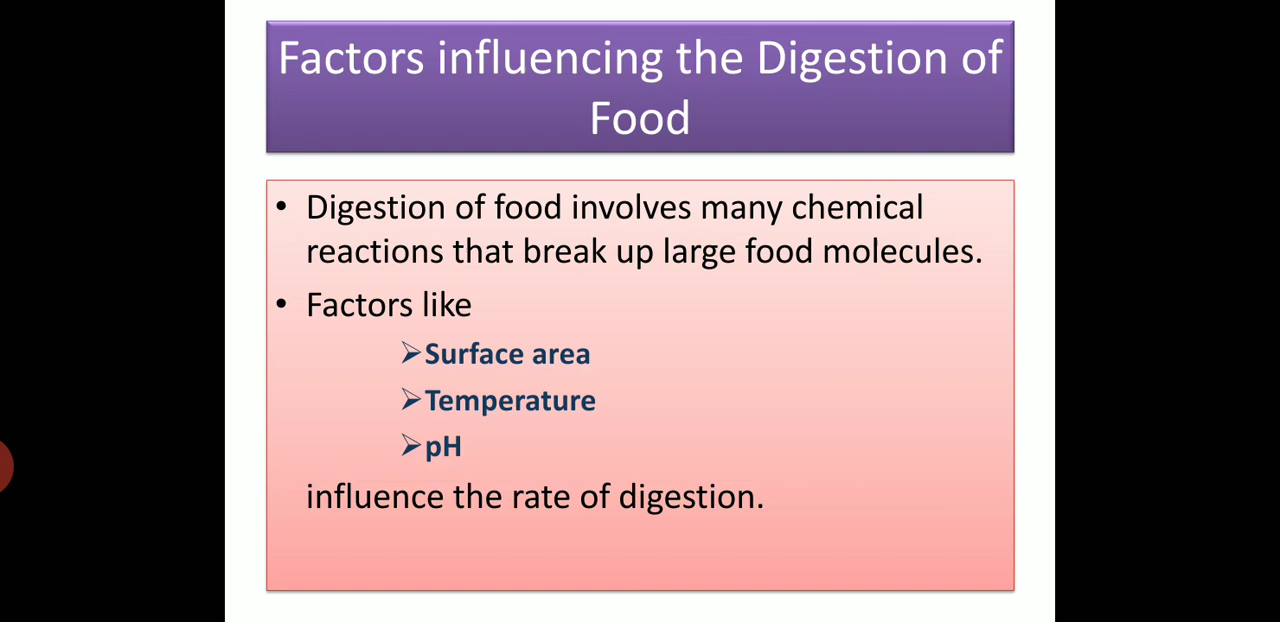 Factors influencing the Digestion of
Food
• Digestion of food involves many chemical
reactions that break up large food molecules.
• Factors like
➢Surface area
➢Temperature
➢pH
influence the rate of digestion.